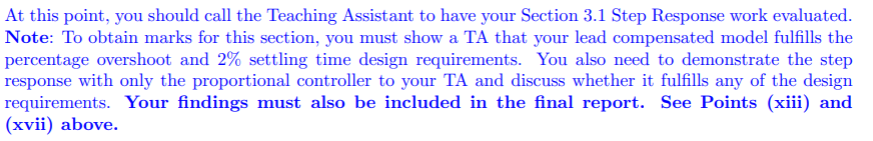 At this point, you should call the Teaching Assistant to have your Section 3.1 Step Response work evaluated.
Note: To obtain marks for this section, you must show a TA that your lead compensated model fulfills the
percentage overshoot and 2% settling time design requirements. You also need to demonstrate the step
response with only the proportional controller to your TA and discuss whether it fulfills any of the design
requirements. Your findings must also be included in the final report. See Points (xiii) and
(xvii) above.